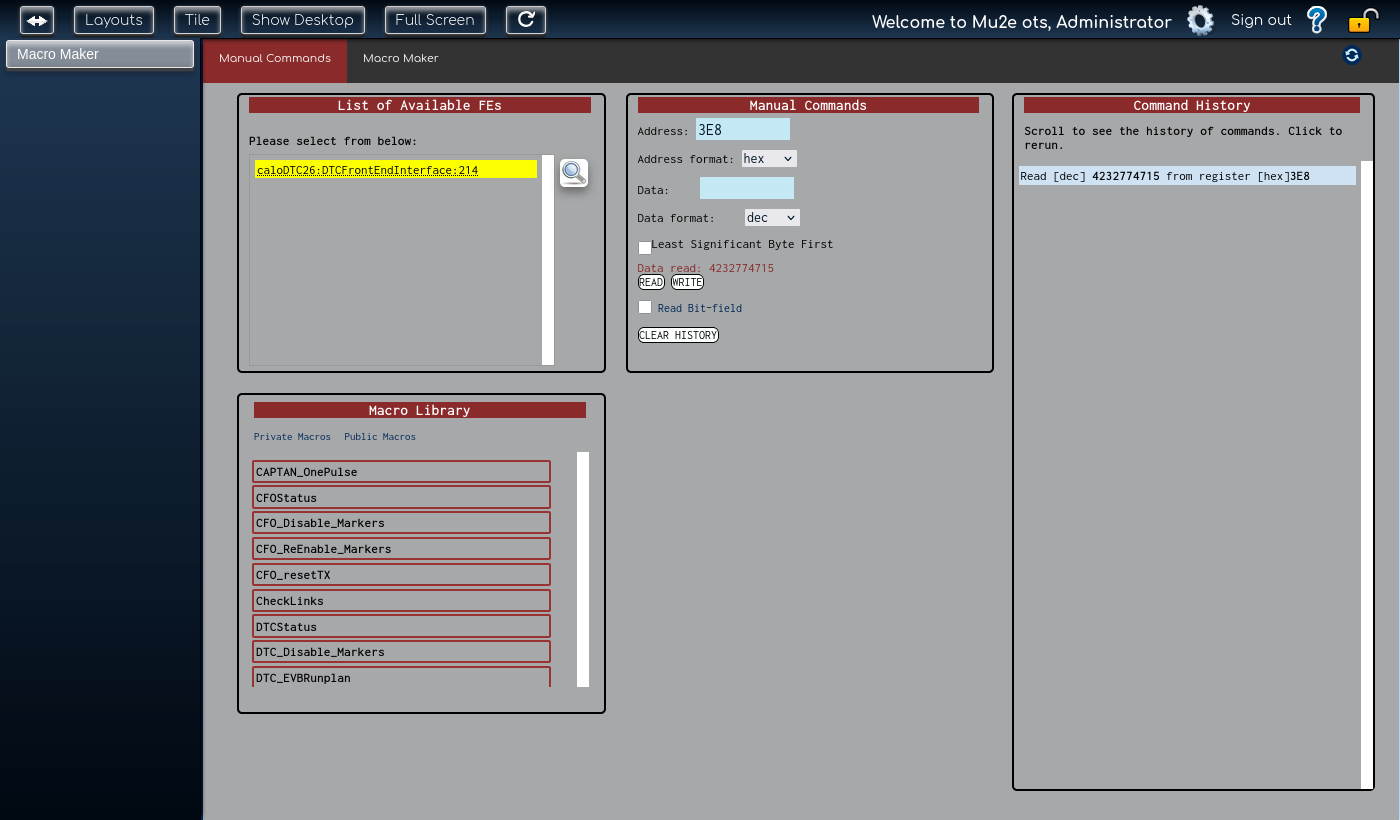 Layouts
Tile
Show Desktop
Full Screen
Welcome to Mu2e ots, Administrator
Sign out
Macro Maker
Manual Commands
Macro Maker
List of Available FEs
Please select from below:
caloDTC26:DTCFrontEndInterface:214
Manual Commands
Address: 3E8
Address format: hex
Data:
Data format: dec
Least Significant Byte First
Data read: 4232774715
READ WRITE
Read Bit-field
CLEAR HISTORY
Command History
Scroll to see the history of commands. Click to
rerun.
Read [dec] 4232774715 from register [hex]3E8
Macro Library
Private Macros Public Macros
CAPTAN_OnePulse
CFOStatus
CFO_Disable_Markers
CFO_ReEnable_Markers
CFO_resetTX
CheckLinks
DTCStatus
DTC_Disable_Markers
DTC_EVBRunplan